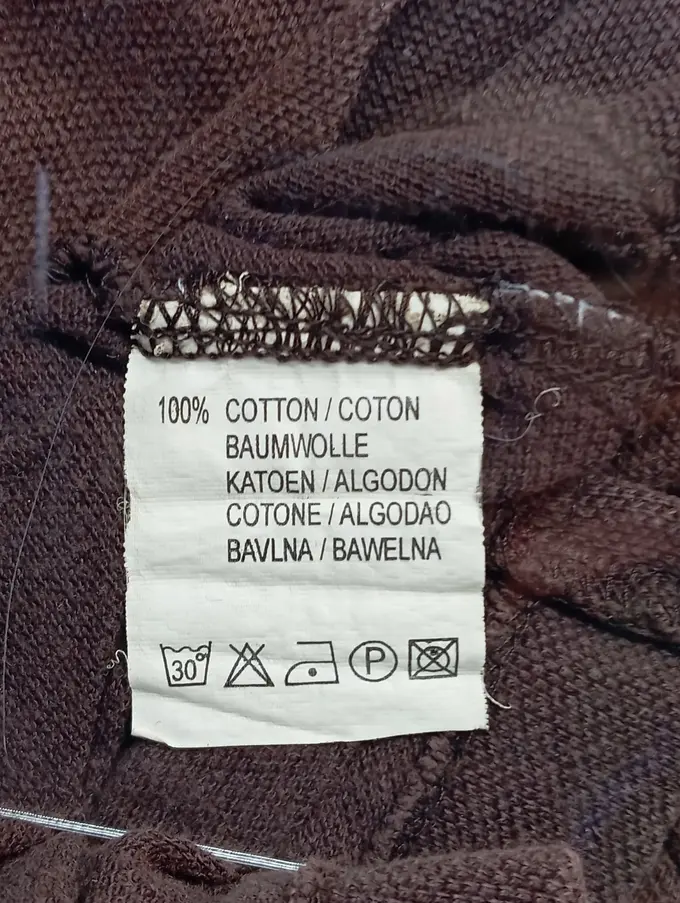 100% COTTON / COTON
BAUMWOLLE
KATOEN / ALGODON
COTONE / ALGODAO
BAVLNA / BAWELNA
30° P